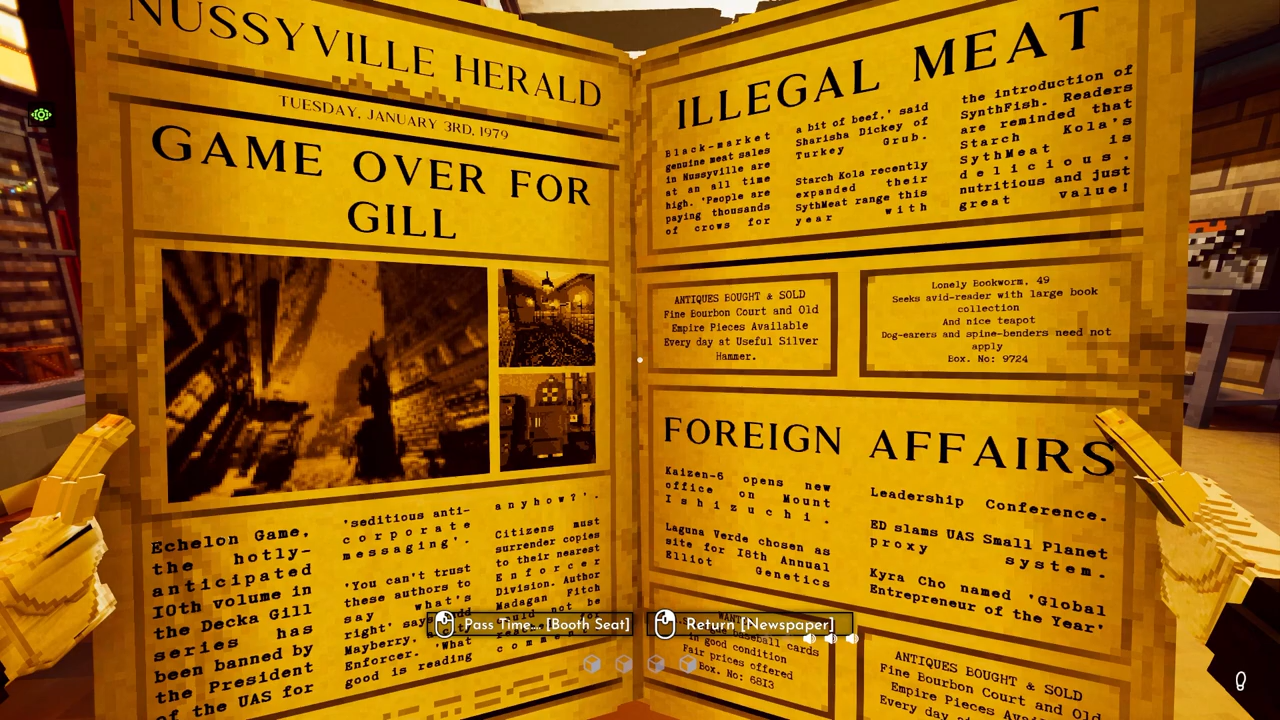 NUSSYVILLE HERALD
TUESDAY, JANUARY 3RD, 1979
GAME OVER FOR
GILL
Echelon Game,
the hotly-
anticipated
10th volume in
the Decka Gill
series has
been banned by
the President
of the UAS for
'seditious anti-
corporate
messaging'.
'You can't trust
these authors to
say what's
right' says
Mayberry.
Enforcer. 'What
good is reading
anyhow?'.
Citizens must
surrender copies
to their nearest
Enforcer
Division. Author
Madagan Fitch
not be
ILLEGAL MEAT
Black-market
genuine meat sales
in Nussyville are
at an all time
high. 'People are
paying thousands
of crows for
a bit of beef,' said
Sharisha Dickey of
Turkey Grub.
Starch Kola recently
expanded their
SythMeat range this
year with
the introduction of
SynthFish. Readers
are reminded that
Starch Kola's
SythMeat is
delicious,
nutritious and just
great value!
ANTIQUES BOUGHT & SOLD
Fine Bourbon Court and Old
Empire Pieces Available
Every day at Useful Silver
Hammer.
Lonely Bookworm. 49
Seeks avid-reader with large book
collection
And nice teapot
Dog-earers and spine-benders need not
apply
Box. No: 9724
FOREIGN AFFAIRS
Kaizen-6 opens new
office on Mount
Ishizuchi.
Laguna Verde chosen as
site for 18th Annual
Elliot Genetics
Leadership Conference.
ED slams UAS Small Planet
proxy system.
Kyra Cho named 'Global
Entrepreneur of the Year'
baseball cards
in good condition
Fair prices offered
Box. No: 6813
ANTIQUES BOUGHT & SOLD
Fine Bourbon Court and Old
Empire Pieces
Every day
Pass Time... [Booth Seat]
Return [Newspaper]